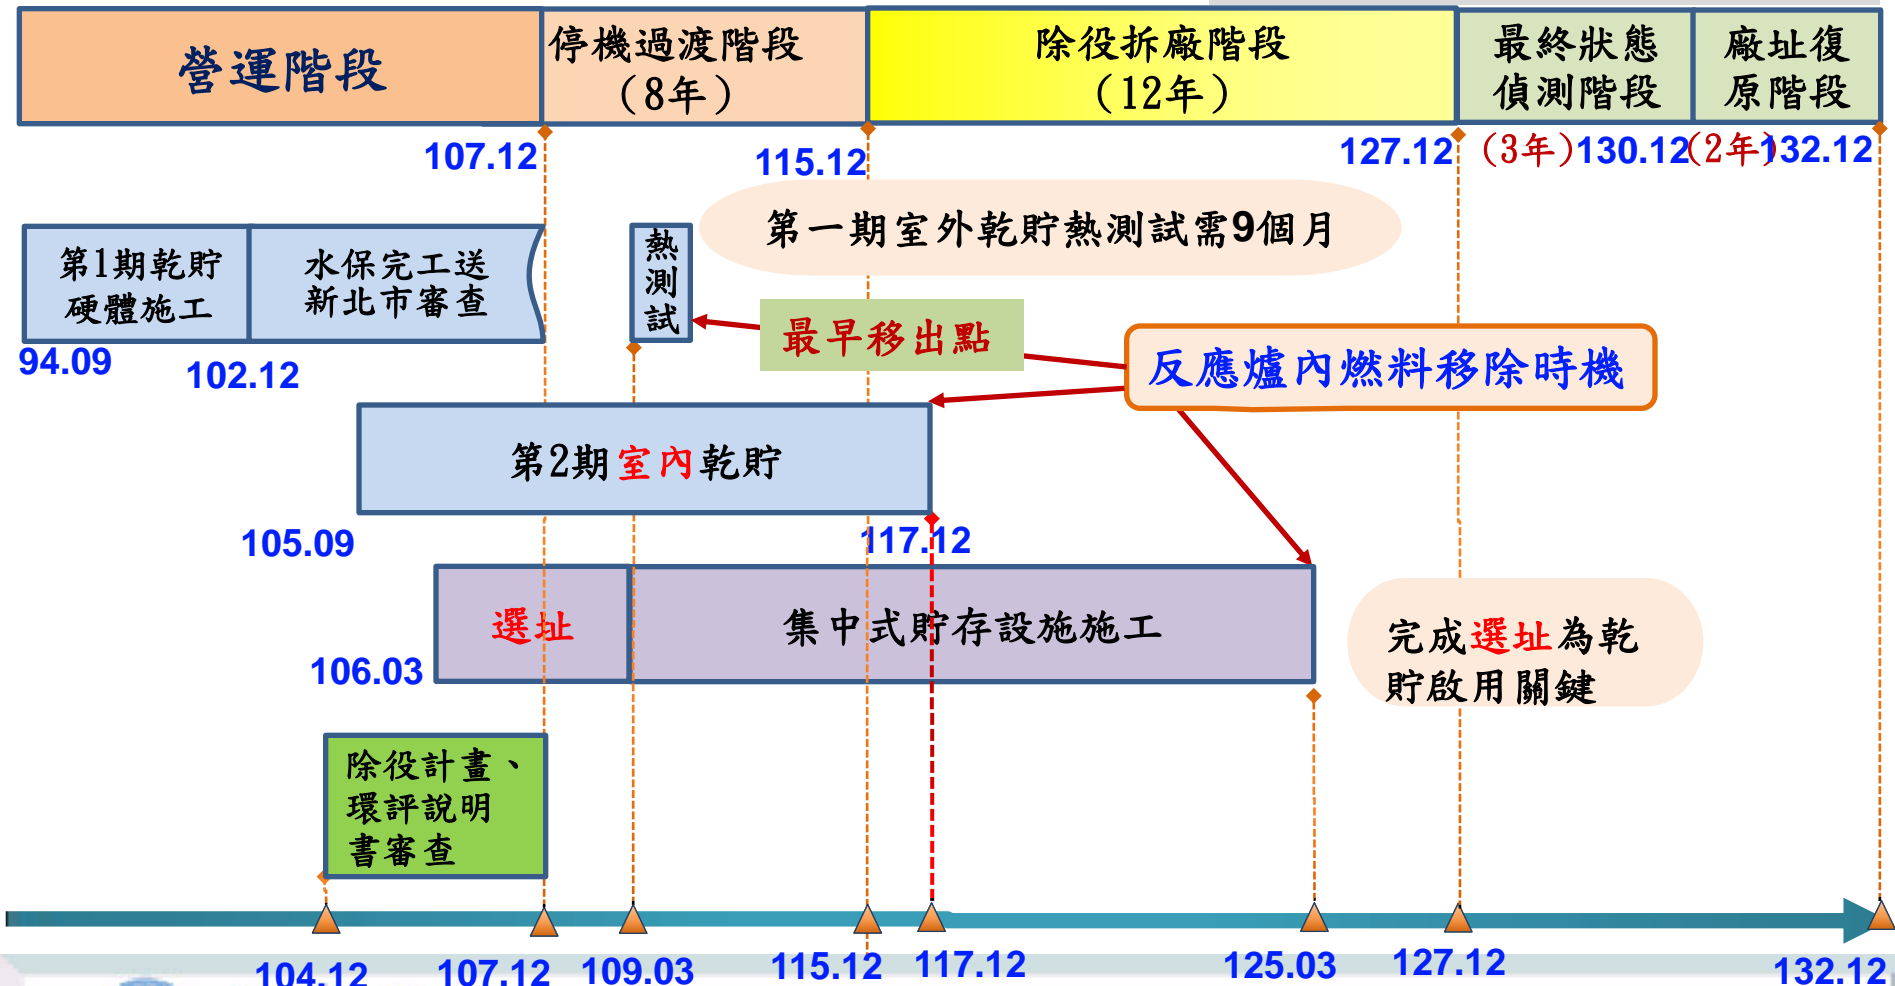 營運階段
停機過渡階段
（8年）
除役拆廠階段
（12年）
最終狀態
偵測階段
廠址復
原階段
107.12
115.12
127.12
(3年)
130.12
(2年)
132.12
第一期室外乾貯熱測試需9個月
第1期乾貯
硬體施工
水保完工送
新北市審查
熱
測
試
最早移出點
反應爐內燃料移除時機
94.09
102.12
第2期室內乾貯
105.09
117.12
選址
集中式貯存設施施工
106.03
完成選址為乾
貯啟用關鍵
除役計畫、
環評說明
書審查
104.12
107.12
109.03
115.12
117.12
125.03
127.12
132.12